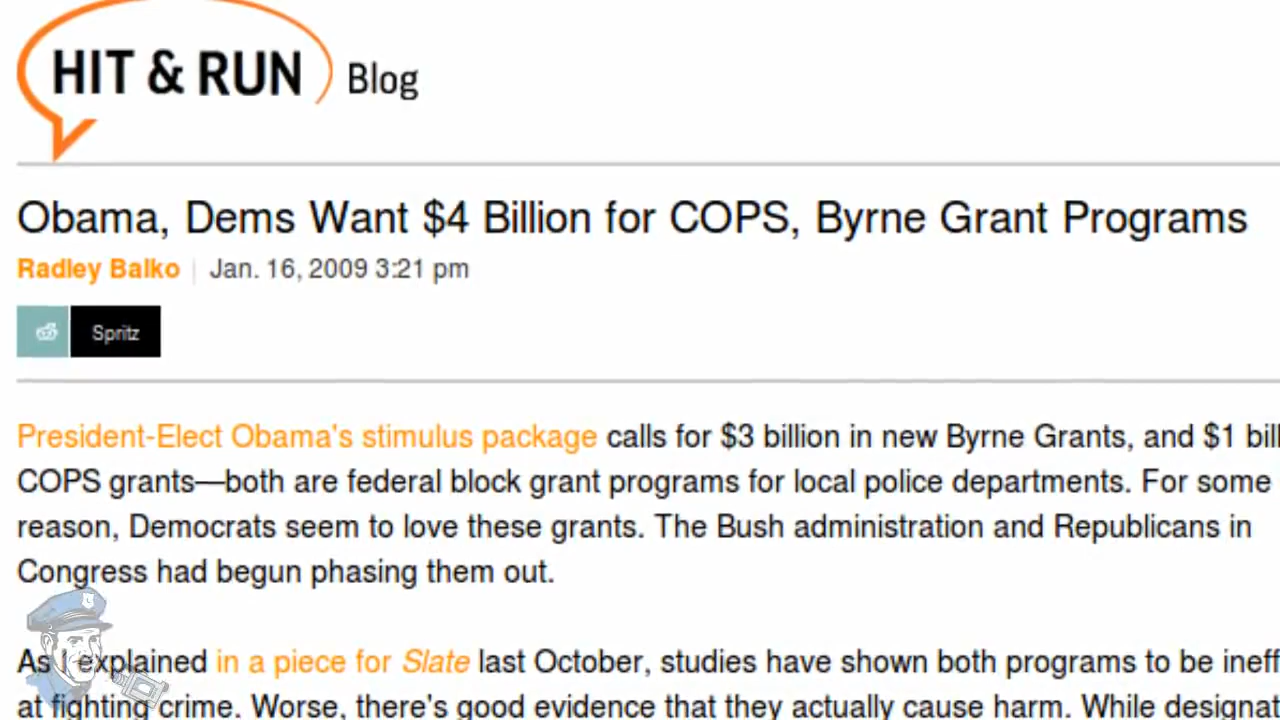 HIT & RUN Blog
Obama, Dems Want $4 Billion for COPS, Byrne Grant Programs
Radley Balko | Jan. 16, 2009 3:21 pm
Spritz
President-Elect Obama's stimulus package calls for $3 billion in new Byrne Grants, and $1 bill
COPS grants—both are federal block grant programs for local police departments. For some
reason, Democrats seem to love these grants. The Bush administration and Republicans in
Congress had begun phasing them out.
As I explained in a piece for Slate last October, studies have shown both programs to be ineff
at fighting crime. Worse, there's good evidence that they actually cause harm. While designat